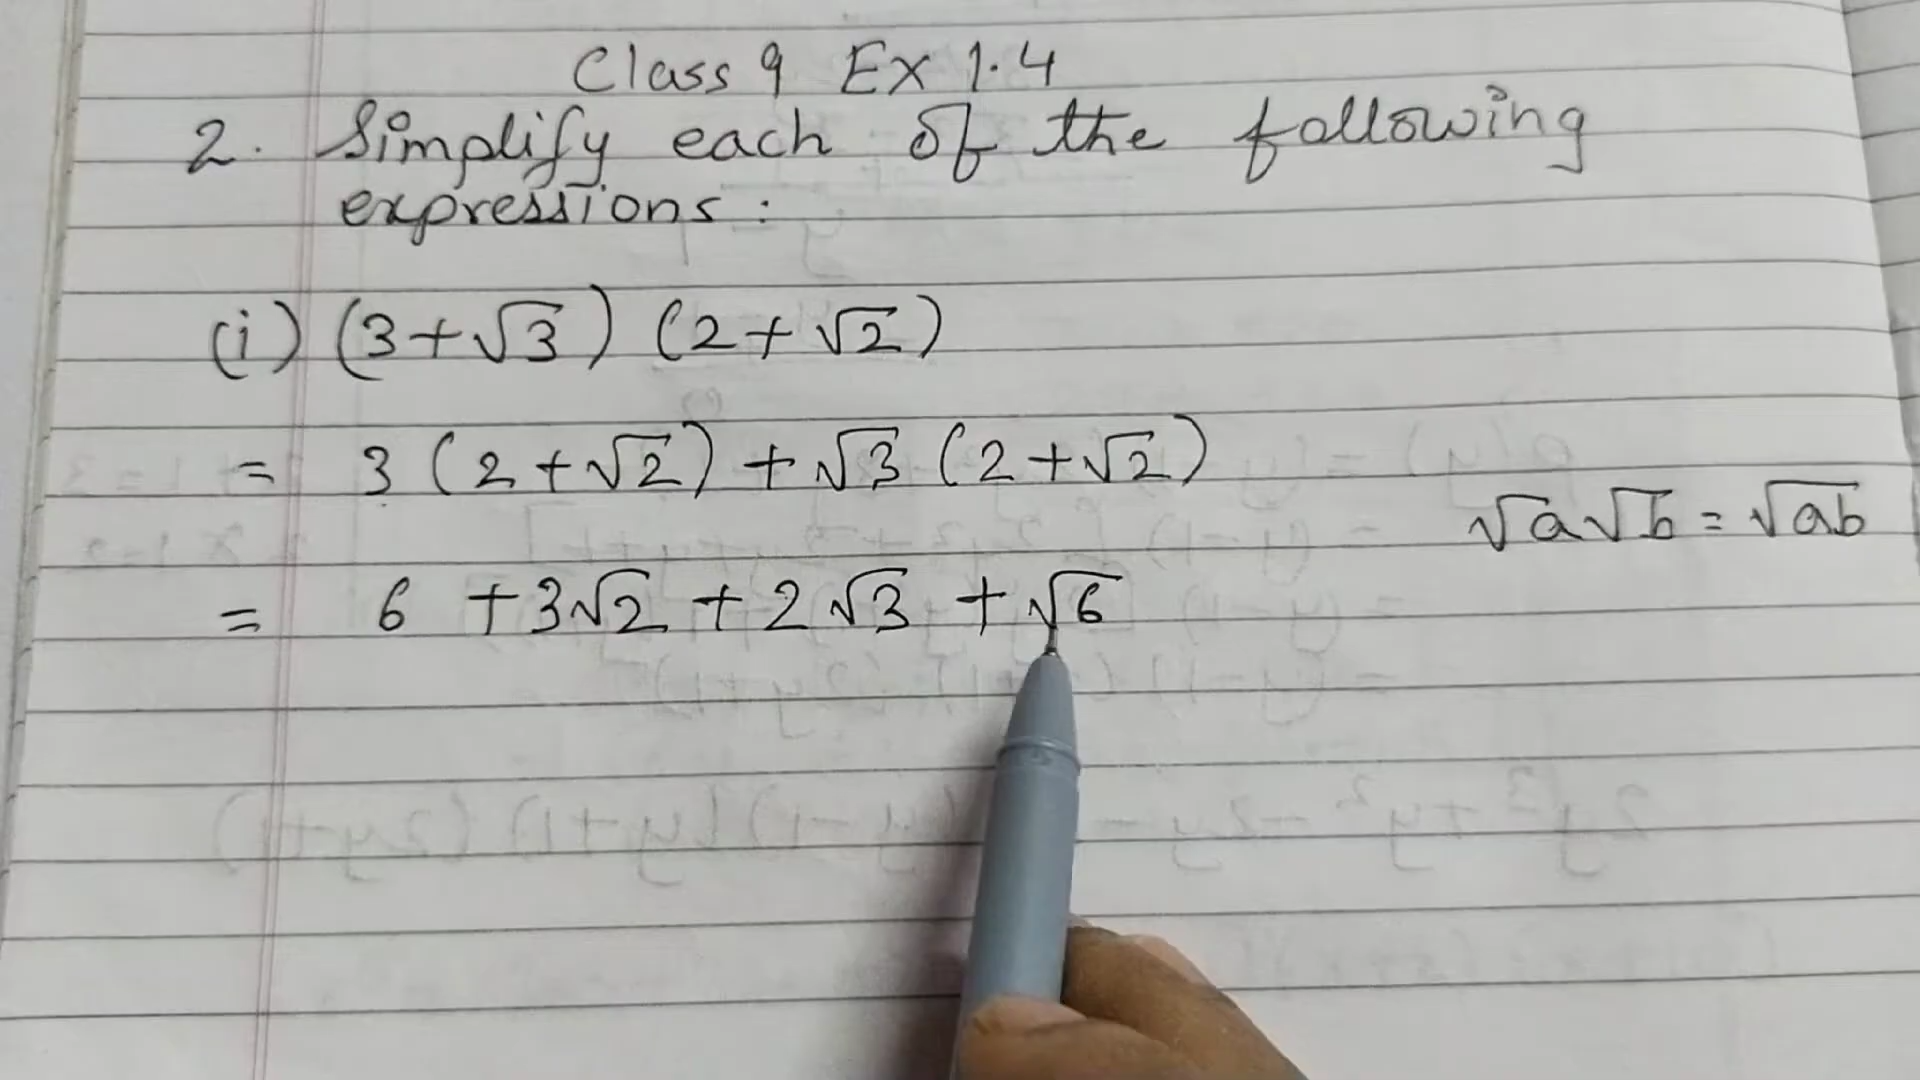 Class 9 Ex 1.4
2. Simplify each of the following
expressions:
(i) (3+√3) (2+√2)
= 3 (2+√2) + √3 (2+√2)
√a√b = √ab
= 6 + 3√2 + 2√3 + √6